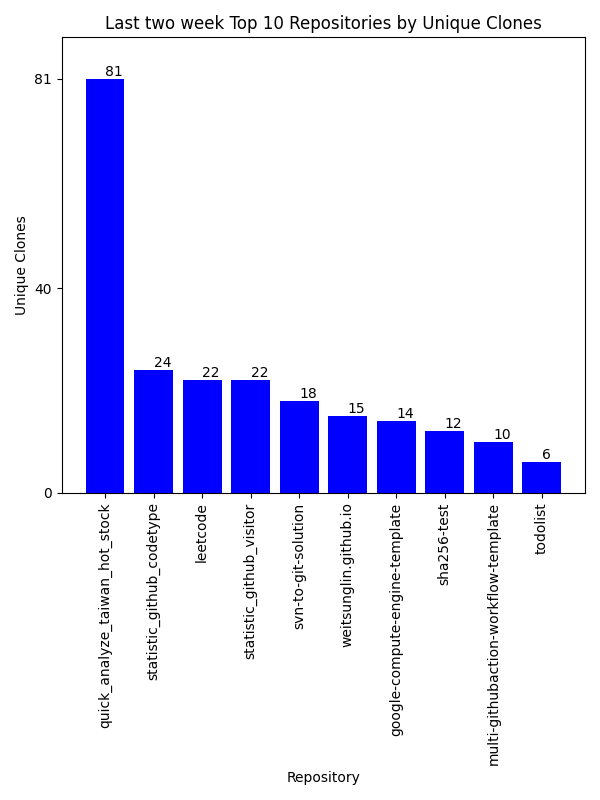 Last two week Top 10 Repositories by Unique Clones
Unique Clones
81
40
0
81
24
22
22
18
15
14
12
10
6
quick_analyze_taiwan_hot_stock
statistic_github_codetype
leetcode
statistic_github_visitor
svn-to-git-solution
weitsunglin.github.io
google-compute-engine-template
sha256-test
multi-githubaction-workflow-template
todolist
Repository